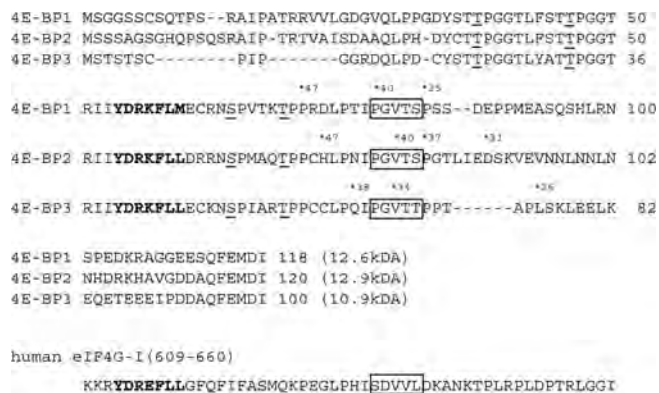 4E-BP1 MSGGSSCSQTPS--RAIPATRRVVLGDGVQLPPGDYSTTPGGTLFSTTPGGT 50
4E-BP2 MSSSAGSGHQPSQSRAIP-TRTVAISDAAQLPH-DYCTTPGGTLFSTTPGGT 50
4E-BP3 MSTSTSC--------PIP------GGRDQLPD-CYSTTPGGTLYATTPGGT 36
*47 *40 *25
4E-BP1 RIIYDRKFLMECRNSPVTKTPPRDLPTIPGVTSPSS--DEPPMEASQSHLRN 100
*47 *40 *37 *31
4E-BP2 RIIYDRKFLLDRRNSPMAQTPPCHLPNIPGVTSPGTLIEDSKVEVNNLNNLN 102
*38 *34 *26
4E-BP3 RIIYDRKFLLECKNSPIARTPPCCLPQIPGVTTPPT------APLSKLEELK 82
4E-BP1 SPEDKRAGGEESQFEMDI 118 (12.6kDA)
4E-BP2 NHDRKHAVGDDAQFEMDI 120 (12.9kDA)
4E-BP3 EQETEEEIPDDAQFEMDI 100 (10.9kDA)
human eIF4G-I(609-660)
KKRYDREFLLGFQFIFASMQKPEGLPHISDVVLDKANKTPLRPLDPTRLGGI